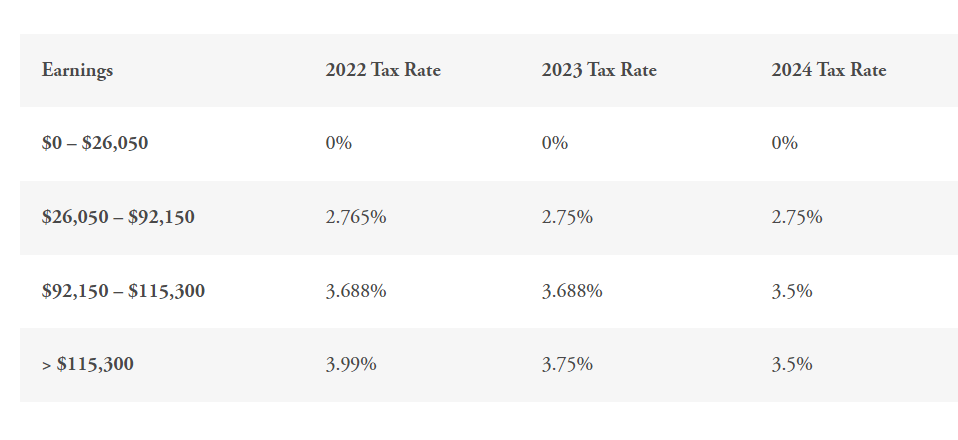 Earnings 2022 Tax Rate 2023 Tax Rate 2024 Tax Rate
$0 – $26,050 0% 0% 0%
$26,050 – $92,150 2.765% 2.75% 2.75%
$92,150 – $115,300 3.688% 3.688% 3.5%
> $115,300 3.99% 3.75% 3.5%